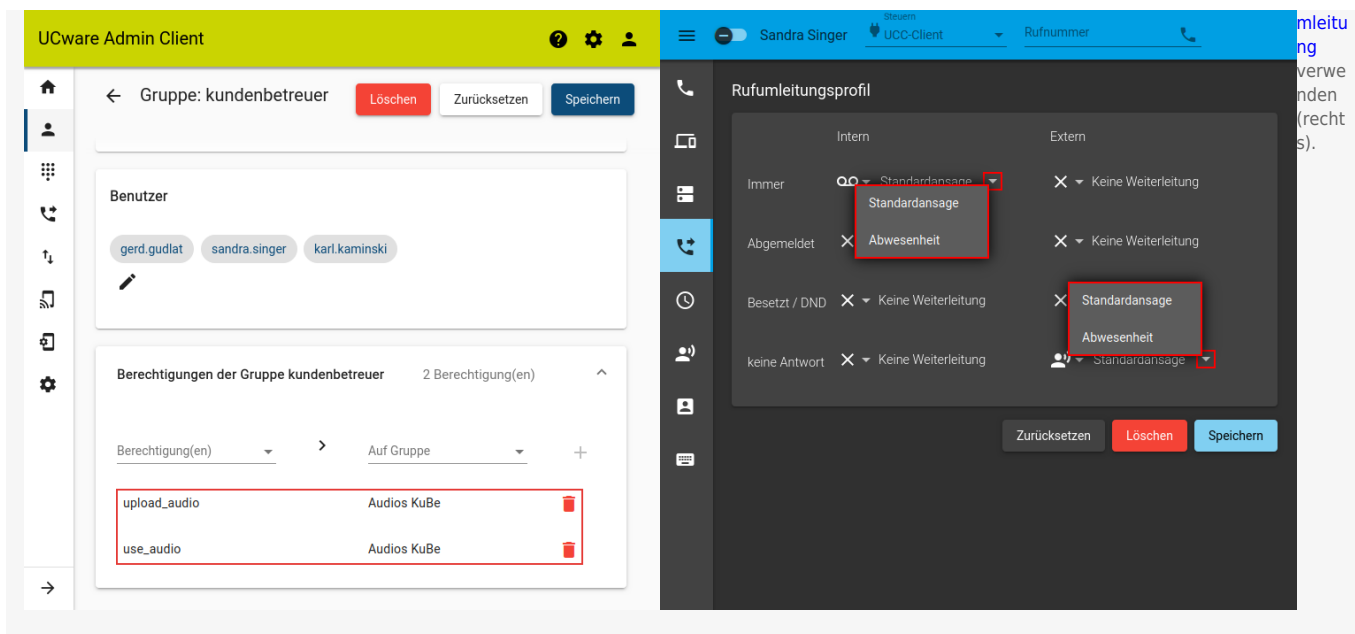 UCware Admin Client
Gruppe: kundenbetreuer
Löschen
Zurücksetzen
Speichern
Benutzer
gerd.gudlat sandra.singer karl.kaminski
Berechtigungen der Gruppe kundenbetreuer 2 Berechtigung(en)
Berechtigung(en) Auf Gruppe
upload_audio Audios KuBe
use_audio Audios KuBe
Sandra Singer
Steuern
UCC-Client
Rufnummer
Rufumleitungsprofil
Intern Extern
Immer Standardansage Keine Weiterleitung
Standardansage
Abwesenheit
Abgemeldet Keine Weiterleitung
Besetzt / DND Keine Weiterleitung
Standardansage
Abwesenheit
keine Antwort Keine Weiterleitung Standardansage
Zurücksetzen Löschen Speichern
mleitu
ng
verwe
nden
(recht
s).